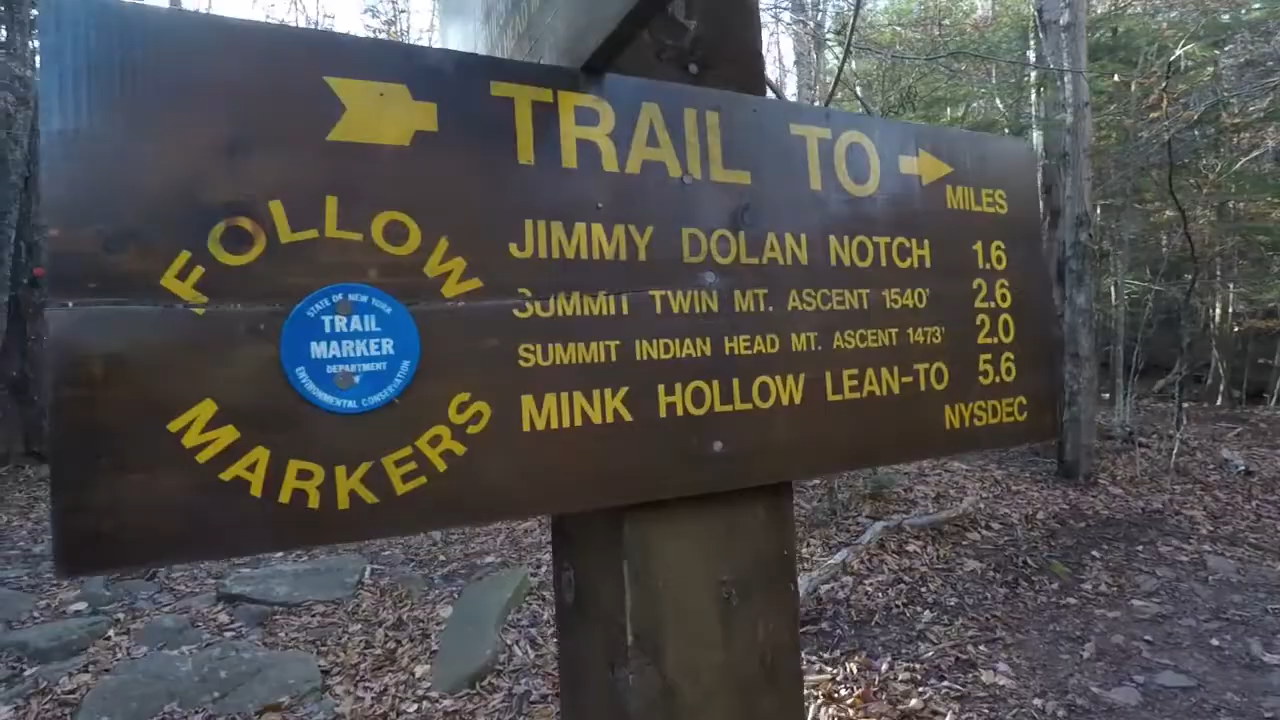 TRAIL TO
MILES
JIMMY DOLAN NOTCH 1.6
SUMMIT TWIN MT. ASCENT 1540' 2.6
SUMMIT INDIAN HEAD MT. ASCENT 1473' 2.0
MINK HOLLOW LEAN-TO 5.6
NYSDEC
FOLLOW
STATE OF NEW YORK
TRAIL
MARKER
DEPARTMENT
ENVIRONMENTAL CONSERVATION
MARKERS